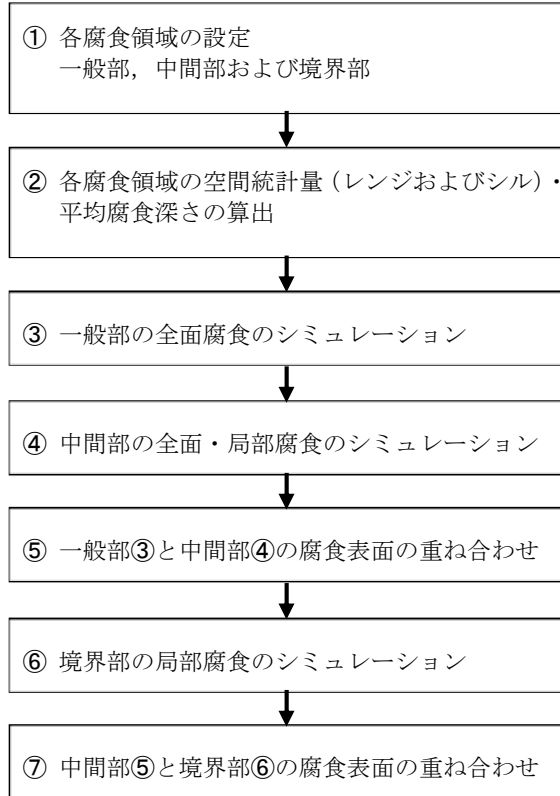 ① 各腐食領域の設定
一般部，中間部および境界部
② 各腐食領域の空間統計量（レンジおよびシル）・
平均腐食深さの算出
③ 一般部の全面腐食のシミュレーション
④ 中間部の全面・局部腐食のシミュレーション
⑤ 一般部③と中間部④の腐食表面の重ね合わせ
⑥ 境界部の局部腐食のシミュレーション
⑦ 中間部⑤と境界部⑥の腐食表面の重ね合わせ